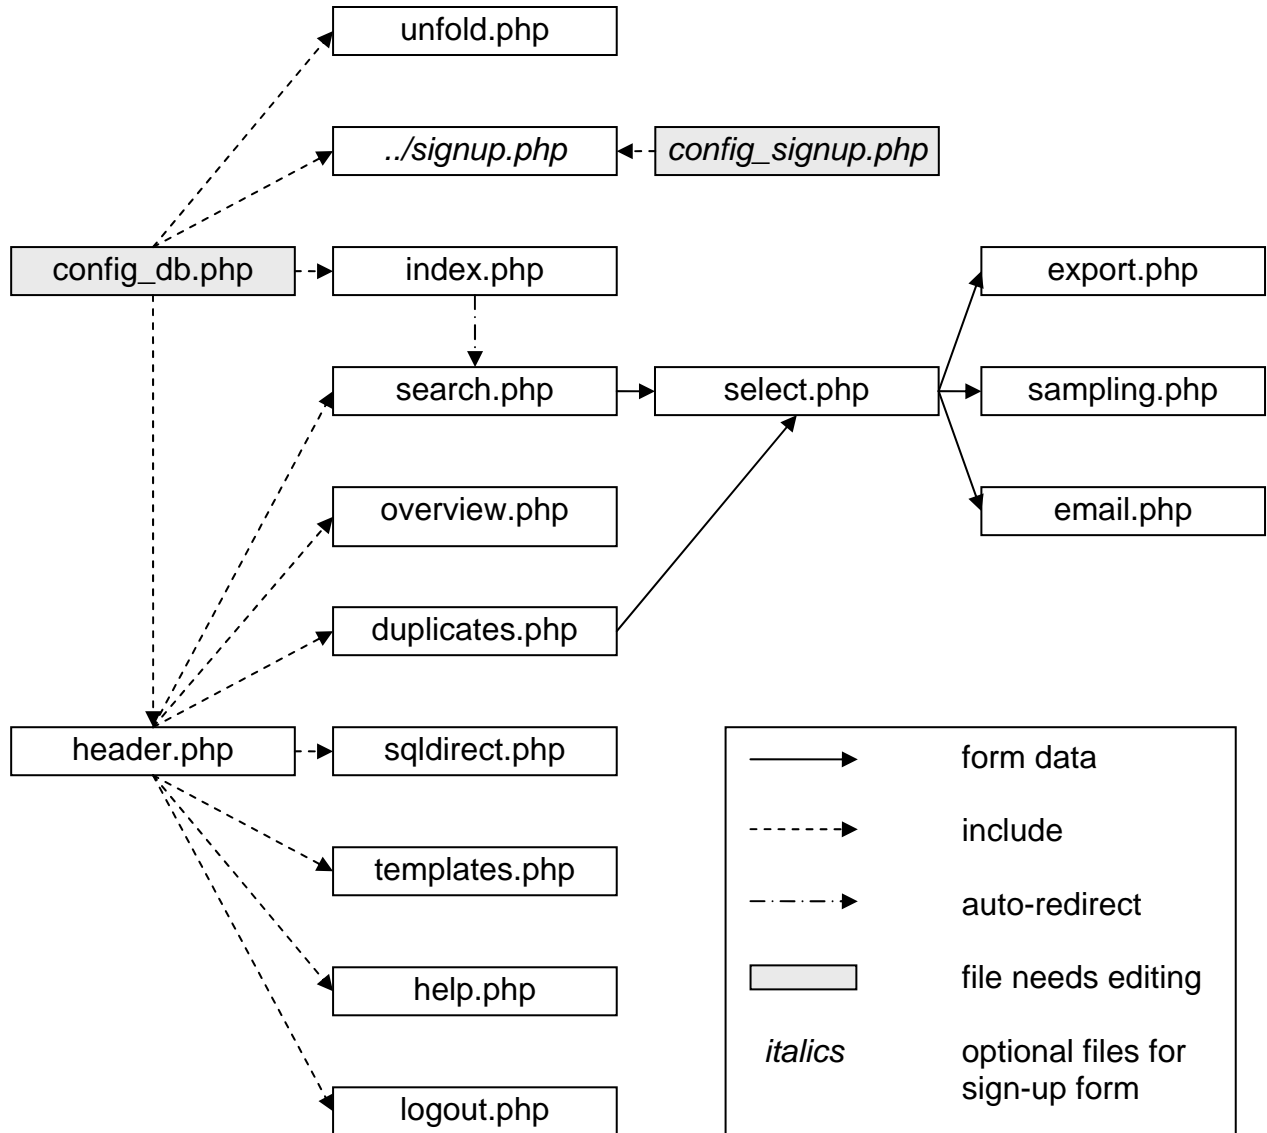 unfold.php
../signup.php
config_signup.php
config_db.php
index.php
export.php
search.php
select.php
sampling.php
overview.php
email.php
duplicates.php
header.php
sqldirect.php
templates.php
help.php
logout.php
form data
include
auto-redirect
file needs editing
italics
optional files for
sign-up form